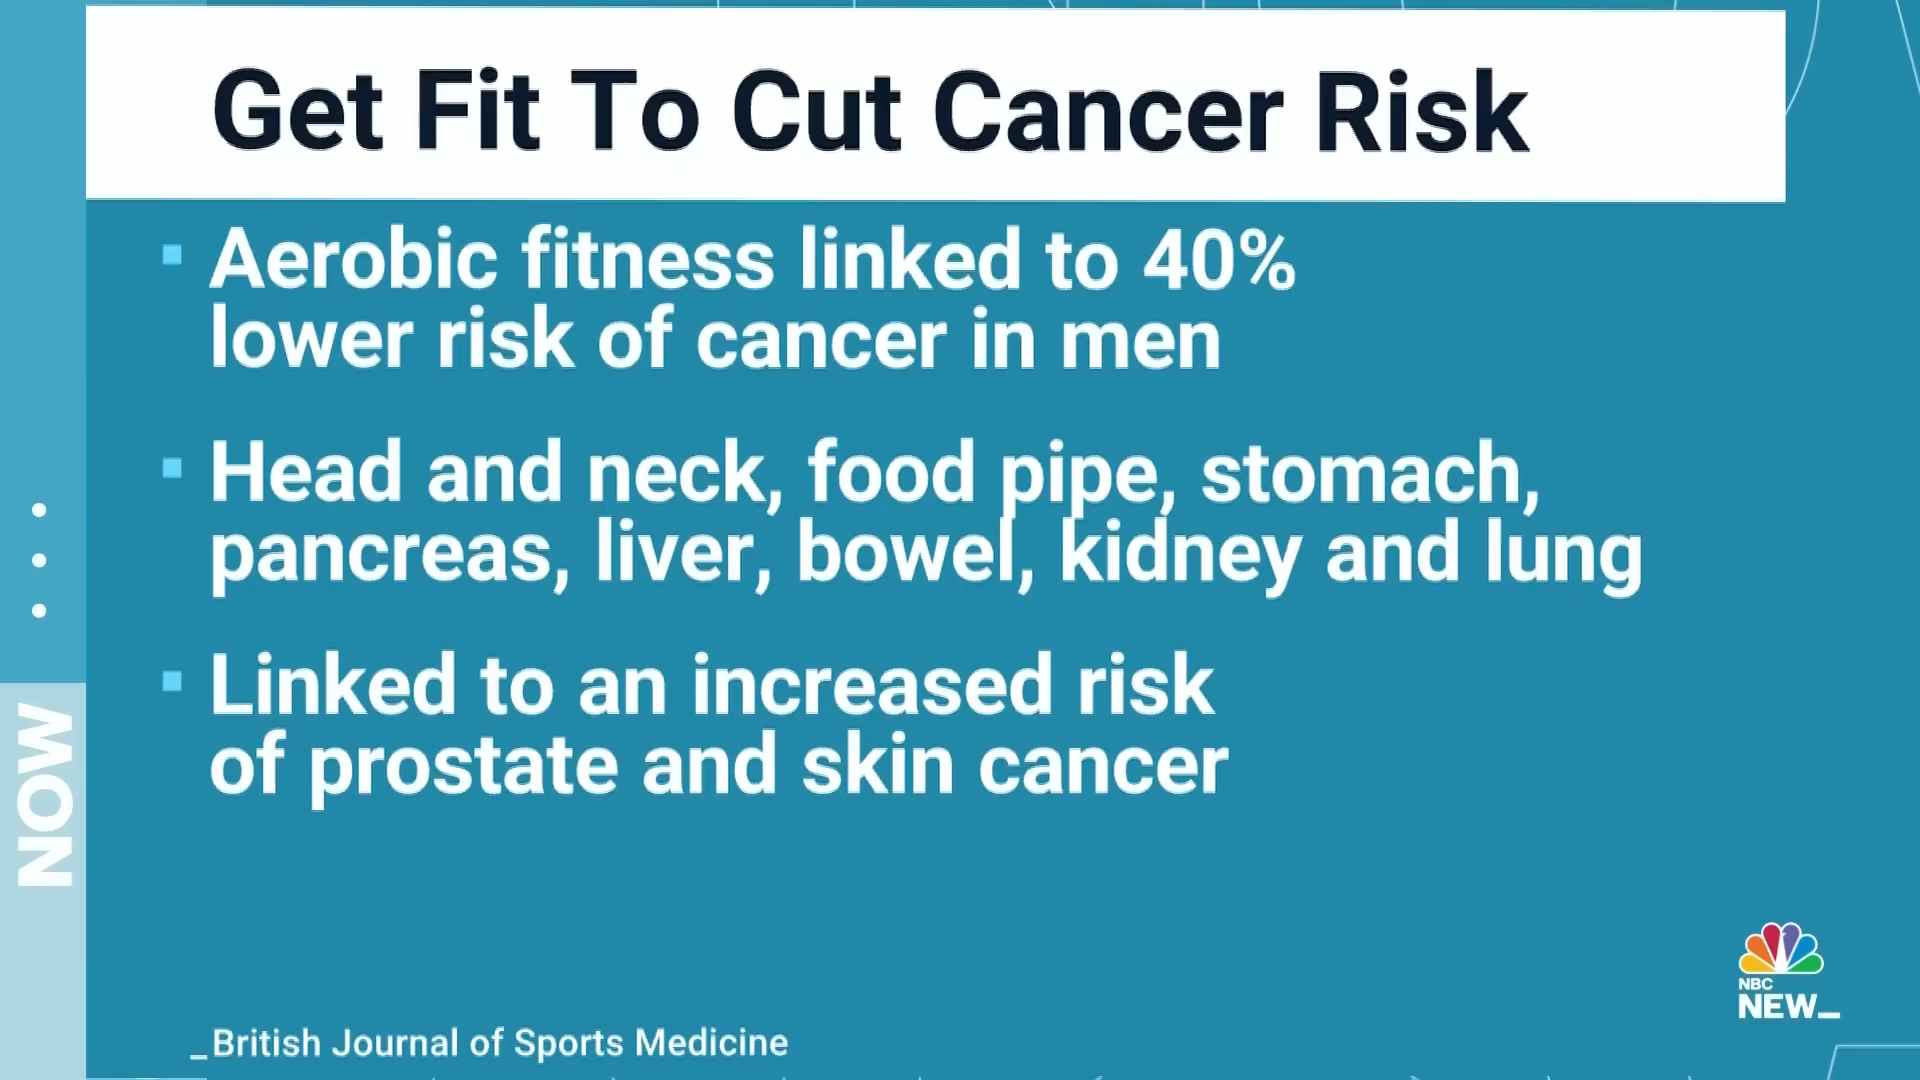 Get Fit To Cut Cancer Risk
Aerobic fitness linked to 40%
lower risk of cancer in men
Head and neck, food pipe, stomach,
pancreas, liver, bowel, kidney and lung
Linked to an increased risk
of prostate and skin cancer
NOW
NBC
NEW_
_British Journal of Sports Medicine